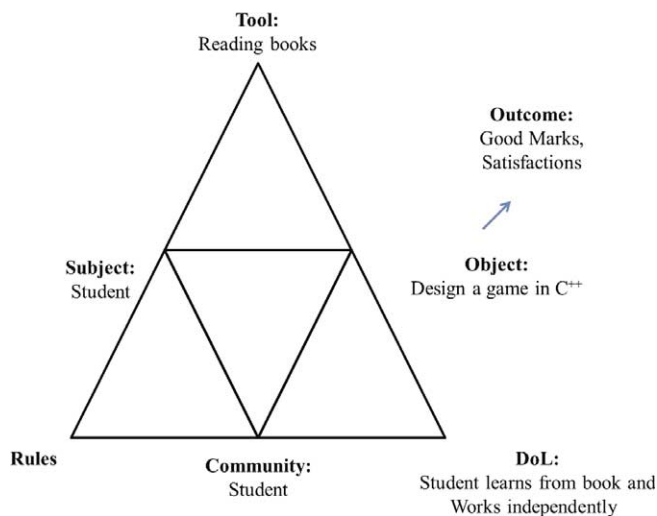 Tool:
Reading books
Outcome:
Good Marks,
Satisfactions
Subject:
Student
Object:
Design a game in C++
Rules
Community:
Student
DoL:
Student learns from book and
Works independently